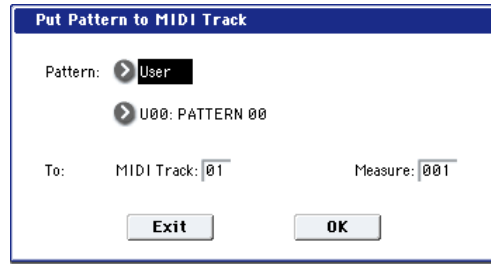 Put Pattern to MIDI Track
Pattern: User
U00: PATTERN 00
To: MIDI Track: 01 Measure: 001
Exit OK